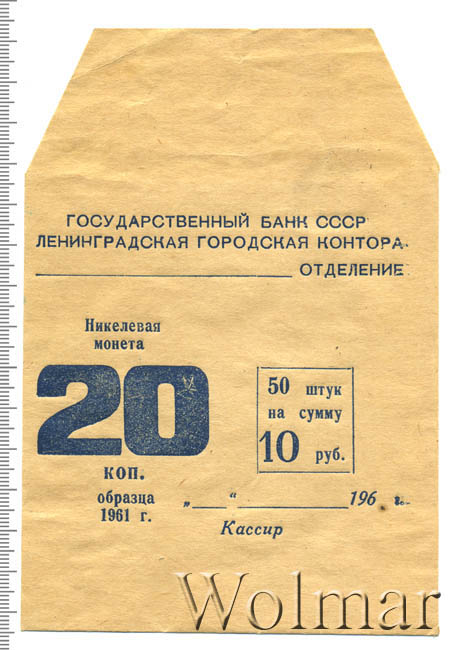 ГОСУДАРСТВЕННЫЙ БАНК СССР
ЛЕНИНГРАДСКАЯ ГОРОДСКАЯ КОНТОРА
ОТДЕЛЕНИЕ
Никелевая
монета
20
КОП.
образца
1961 г.
50 штук
на сумму
10 руб.
„ “ 196 г.
Кассир
Wolmar